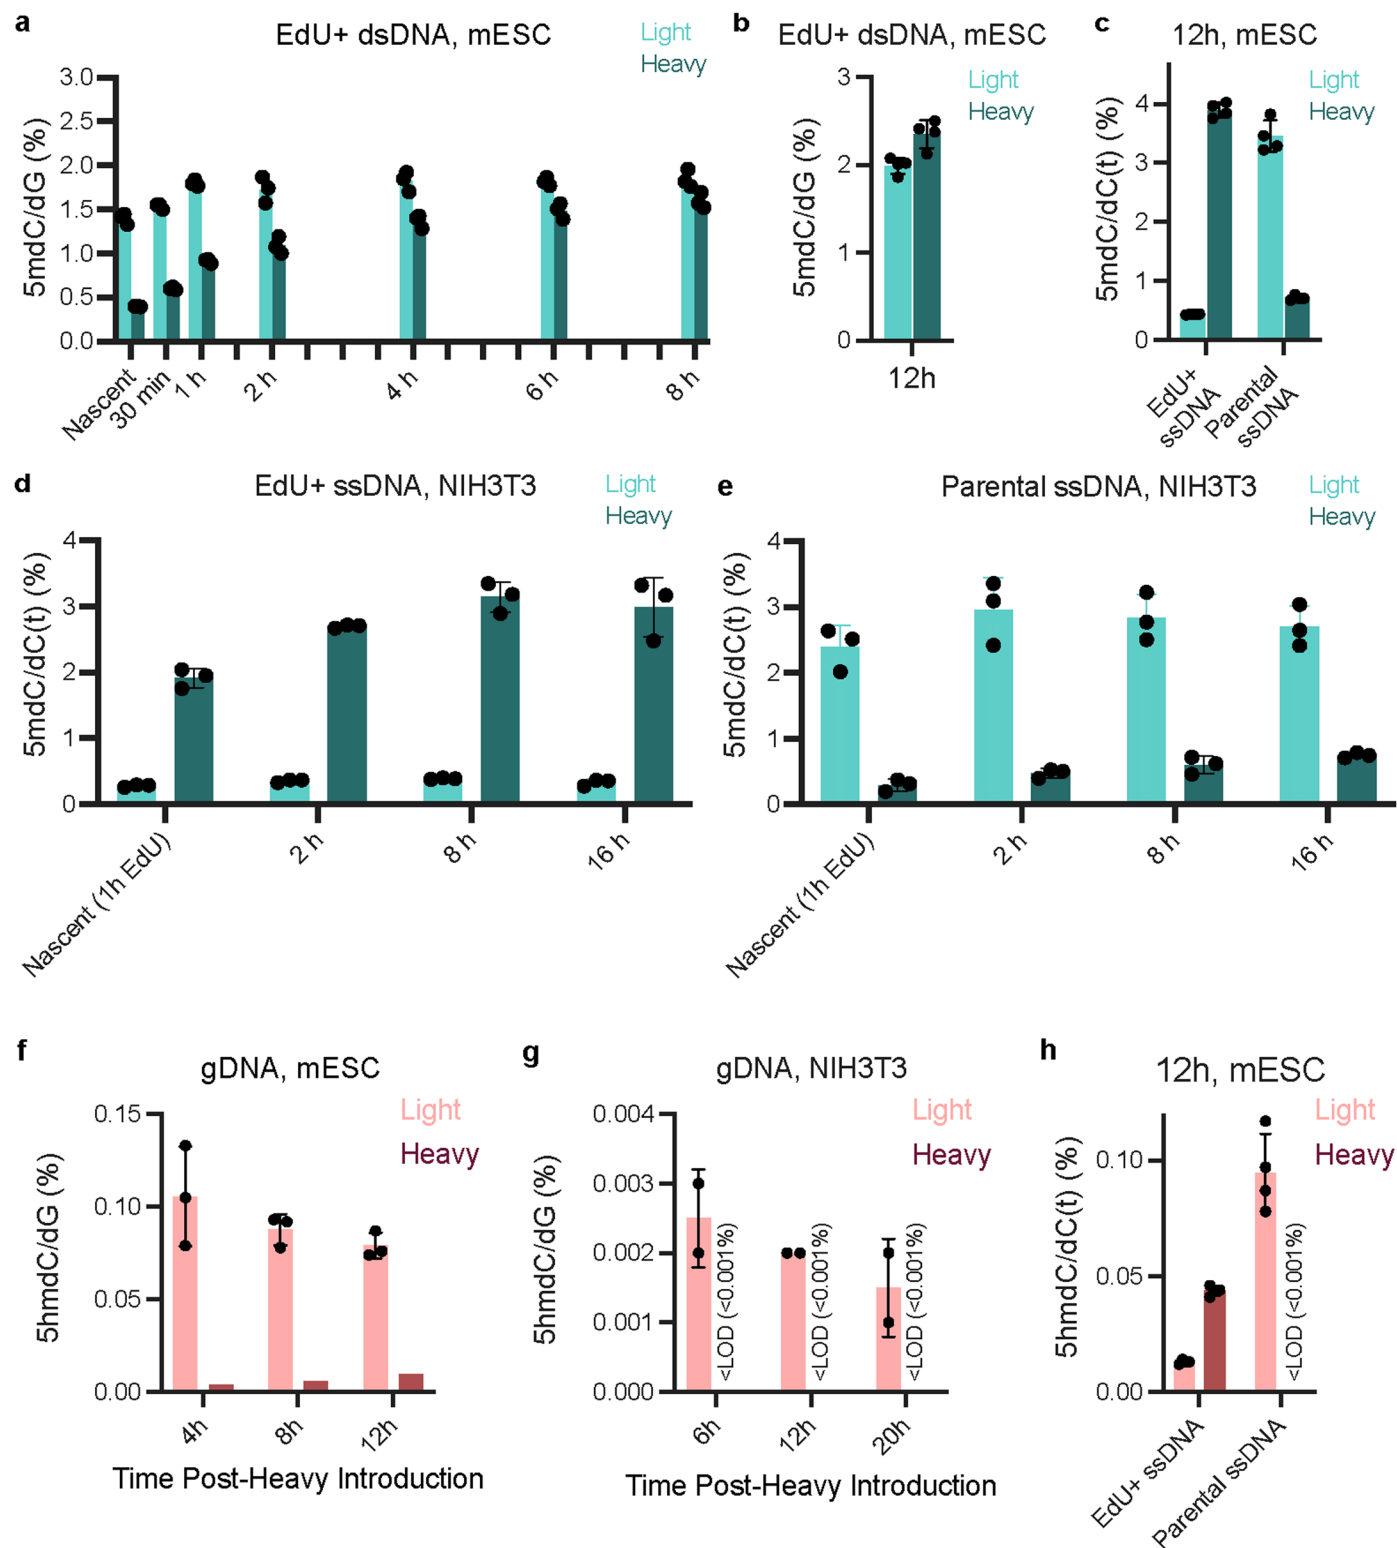 a
EdU+ dsDNA, mESC
Light
Heavy
5mdC/dG (%)
3.0
2.5
2.0
1.5
1.0
0.5
0.0
Nascent
30 min
1 h
2 h
4 h
6 h
8 h
b
EdU+ dsDNA, mESC
Light
Heavy
5mdC/dG (%)
3
2
1
0
12h
c
12h, mESC
Light
Heavy
5mdC/dC(t) (%)
4
3
2
1
0
EdU+
ssDNA
Parental
ssDNA
d
EdU+ ssDNA, NIH3T3
Light
Heavy
5mdC/dC(t) (%)
4
3
2
1
0
Nascent (1h EdU)
2 h
8 h
16 h
e
Parental ssDNA, NIH3T3
Light
Heavy
5mdC/dC(t) (%)
4
3
2
1
0
Nascent (1h EdU)
2 h
8 h
16 h
f
gDNA, mESC
Light
Heavy
5hmdC/dG (%)
0.15
0.10
0.05
0.00
4h
8h
12h
Time Post-Heavy Introduction
g
gDNA, NIH3T3
Light
Heavy
5hmdC/dG (%)
0.004
0.003
0.002
0.001
0.000
<LOD (<0.001%)
<LOD (<0.001%)
<LOD (<0.001%)
6h
12h
20h
Time Post-Heavy Introduction
h
12h, mESC
Light
Heavy
5hmdC/dC(t) (%)
0.10
0.05
0.00
<LOD (<0.001%)
EdU+ ssDNA
Parental ssDNA